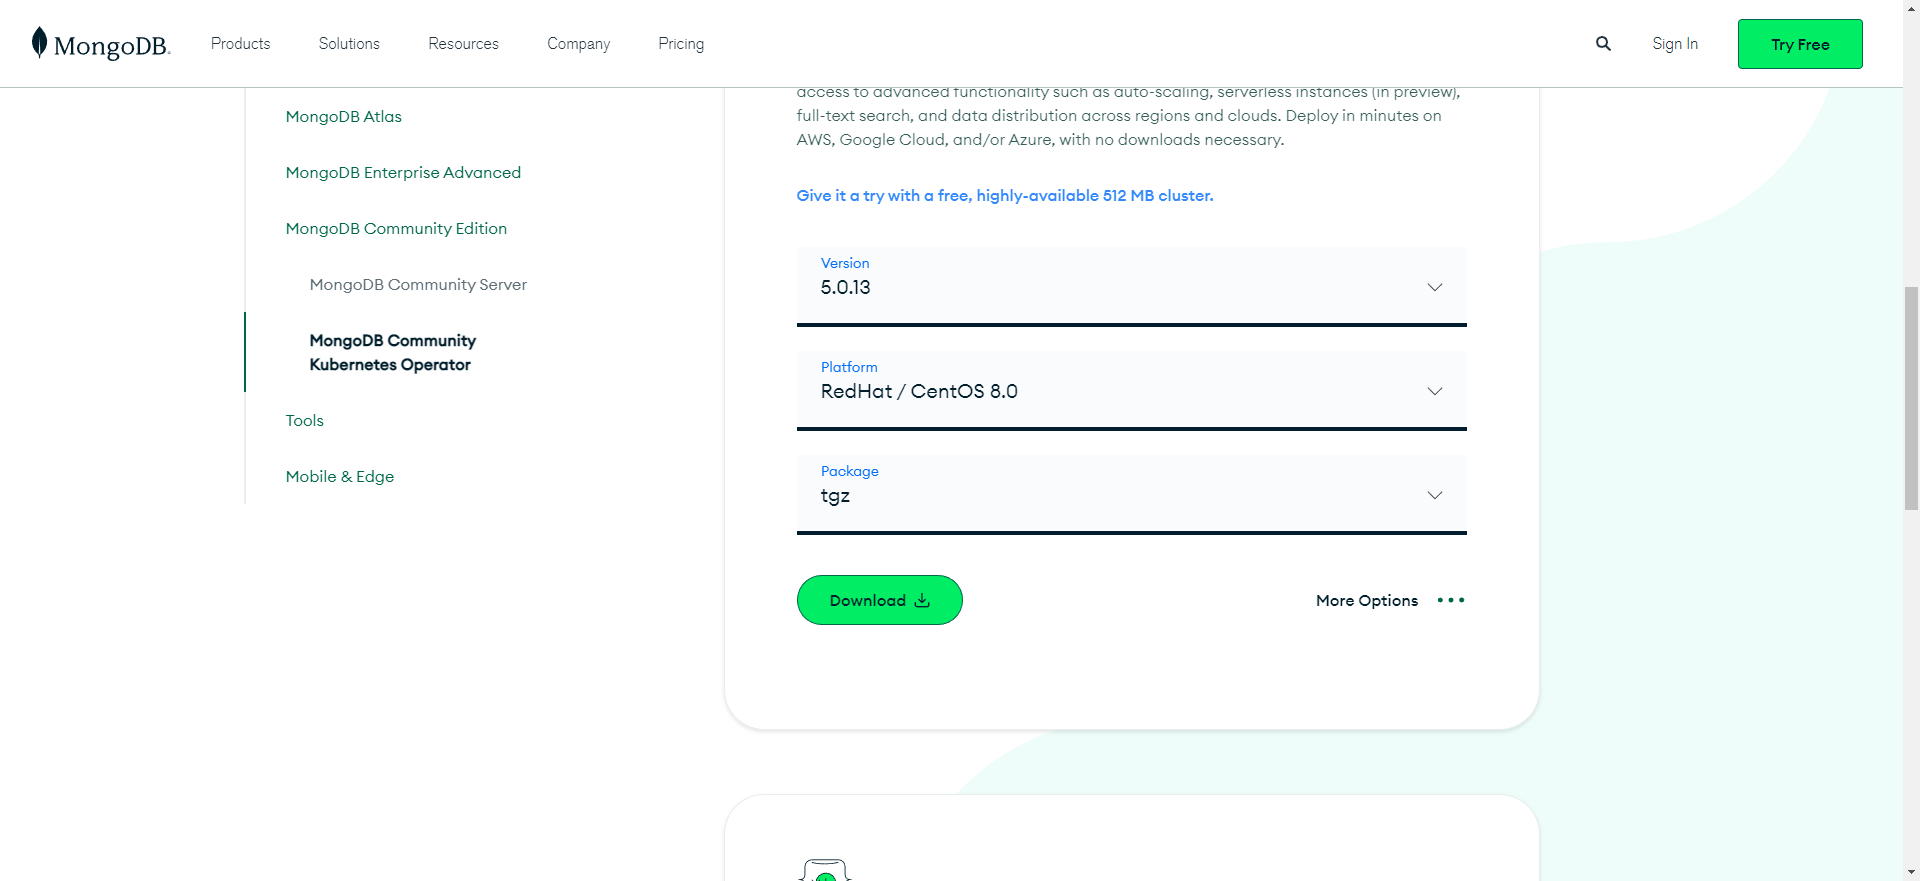 MongoDB.
Products
Solutions
Resources
Company
Pricing
Sign In
Try Free
MongoDB Atlas
MongoDB Enterprise Advanced
MongoDB Community Edition
MongoDB Community Server
MongoDB Community
Kubernetes Operator
Tools
Mobile & Edge
access to advanced functionality such as auto-scaling, serverless instances (in preview),
full-text search, and data distribution across regions and clouds. Deploy in minutes on
AWS, Google Cloud, and/or Azure, with no downloads necessary.
Give it a try with a free, highly-available 512 MB cluster.
Version
5.0.13
Platform
RedHat / CentOS 8.0
Package
tgz
Download
More Options